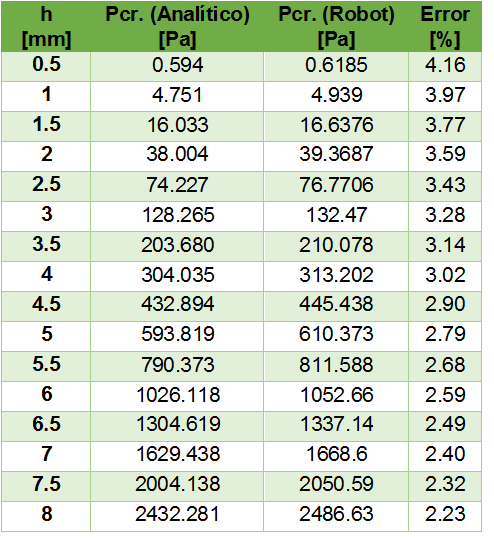 h Pcr. (Analítico) Pcr. (Robot) Error
[mm] [Pa] [Pa] [%]
0.5 0.594 0.6185 4.16
1 4.751 4.939 3.97
1.5 16.033 16.6376 3.77
2 38.004 39.3687 3.59
2.5 74.227 76.7706 3.43
3 128.265 132.47 3.28
3.5 203.680 210.078 3.14
4 304.035 313.202 3.02
4.5 432.894 445.438 2.90
5 593.819 610.373 2.79
5.5 790.373 811.588 2.68
6 1026.118 1052.66 2.59
6.5 1304.619 1337.14 2.49
7 1629.438 1668.6 2.40
7.5 2004.138 2050.59 2.32
8 2432.281 2486.63 2.23